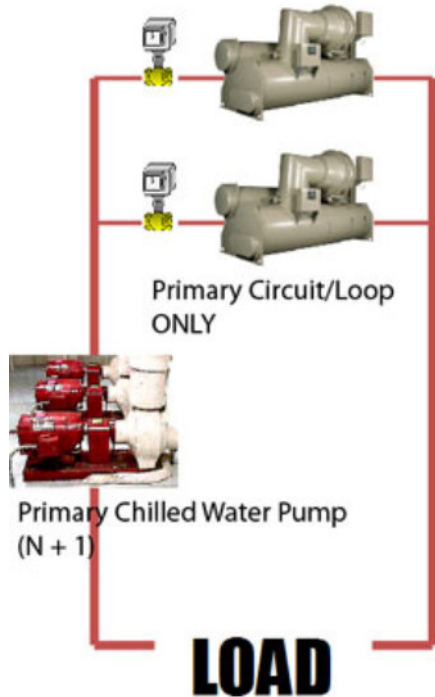 Primary Circuit/Loop
ONLY
Primary Chilled Water Pump
(N + 1)
LOAD